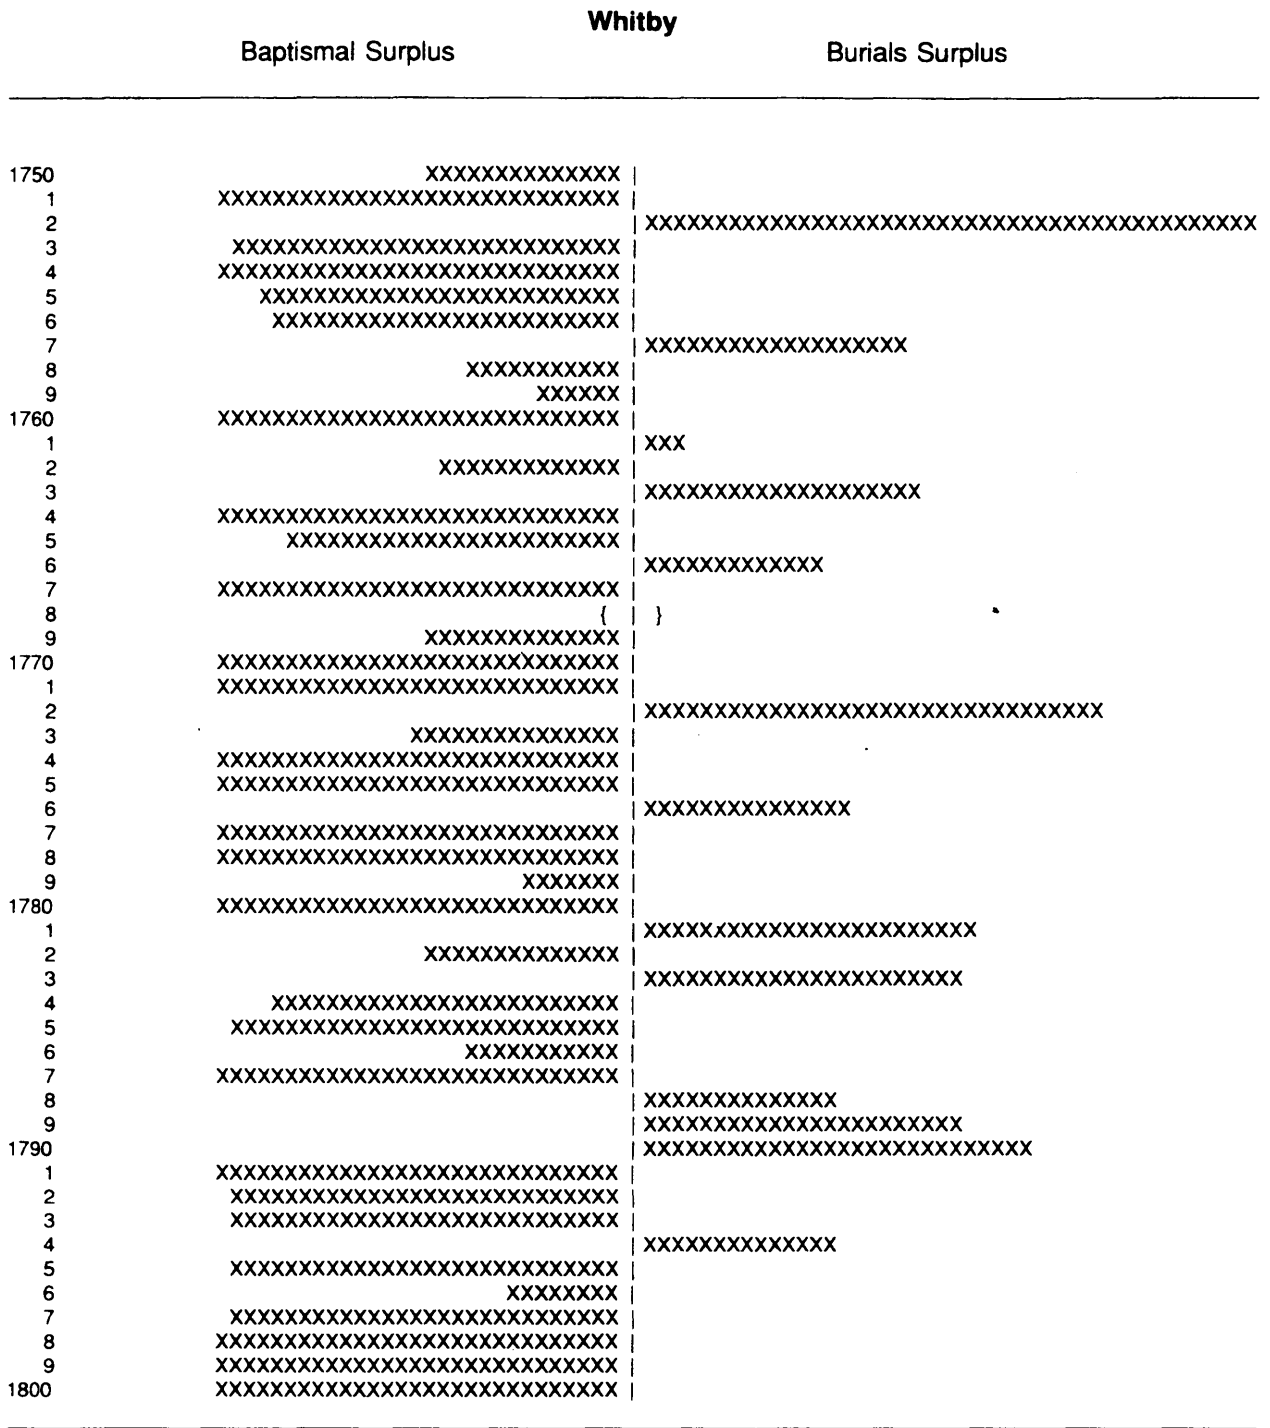 Whitby
Baptismal Surplus Burials Surplus
1750 XXXXXXXXXXXXXX |
1 XXXXXXXXXXXXXXXXXXXXXXXXXXXXX |
2 | XXXXXXXXXXXXXXXXXXXXXXXXXXXXXXXXXXXXXXXXXXXX
3 XXXXXXXXXXXXXXXXXXXXXXXXXXXX |
4 XXXXXXXXXXXXXXXXXXXXXXXXXXXXX |
5 XXXXXXXXXXXXXXXXXXXXXXXXXX |
6 XXXXXXXXXXXXXXXXXXXXXXXXX |
7 | XXXXXXXXXXXXXXXXXXX
8 XXXXXXXXXXX |
9 XXXXXX |
1760 XXXXXXXXXXXXXXXXXXXXXXXXXXXXX |
1 | XXX
2 XXXXXXXXXXXXX |
3 | XXXXXXXXXXXXXXXXXXXX
4 XXXXXXXXXXXXXXXXXXXXXXXXXXXXX |
5 XXXXXXXXXXXXXXXXXXXXXXXX |
6 | XXXXXXXXXXXXX
7 XXXXXXXXXXXXXXXXXXXXXXXXXXXXX |
8 { | }
9 XXXXXXXXXXXXXX |
1770 XXXXXXXXXXXXXXXXXXXXXXXXXXXXX |
1 XXXXXXXXXXXXXXXXXXXXXXXXXXXXX |
2 | XXXXXXXXXXXXXXXXXXXXXXXXXXXXXXXXX
3 XXXXXXXXXXXXXXX |
4 XXXXXXXXXXXXXXXXXXXXXXXXXXXXX |
5 XXXXXXXXXXXXXXXXXXXXXXXXXXXXX |
6 | XXXXXXXXXXXXXXX
7 XXXXXXXXXXXXXXXXXXXXXXXXXXXXX |
8 XXXXXXXXXXXXXXXXXXXXXXXXXXXXX |
9 XXXXXXX |
1780 XXXXXXXXXXXXXXXXXXXXXXXXXXXXX |
1 | XXXXXXXXXXXXXXXXXXXXXXXX
2 XXXXXXXXXXXXXX |
3 | XXXXXXXXXXXXXXXXXXXXXXX
4 XXXXXXXXXXXXXXXXXXXXXXXXX |
5 XXXXXXXXXXXXXXXXXXXXXXXXXXXX |
6 XXXXXXXXXXX |
7 XXXXXXXXXXXXXXXXXXXXXXXXXXXXX |
8 | XXXXXXXXXXXXXX
9 | XXXXXXXXXXXXXXXXXXXXXXX
1790 | XXXXXXXXXXXXXXXXXXXXXXXXXXXX
1 XXXXXXXXXXXXXXXXXXXXXXXXXXXXX |
2 XXXXXXXXXXXXXXXXXXXXXXXXXXXX |
3 XXXXXXXXXXXXXXXXXXXXXXXXXXXX |
4 | XXXXXXXXXXXXXX
5 XXXXXXXXXXXXXXXXXXXXXXXXXXXX |
6 XXXXXXXX |
7 XXXXXXXXXXXXXXXXXXXXXXXXXXXX |
8 XXXXXXXXXXXXXXXXXXXXXXXXXXXXX |
9 XXXXXXXXXXXXXXXXXXXXXXXXXXXXX |
1800 XXXXXXXXXXXXXXXXXXXXXXXXXXXXX |